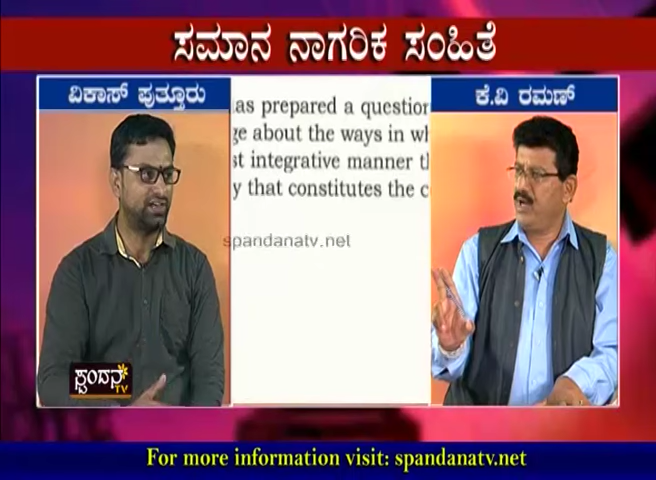 ಸಮಾನ ನಾಗರಿಕ ಸಂಹಿತೆ
ವಿಕಾಸ್ ಪುತ್ತೂರು
ಕೆ.ವಿ ರಮಣ್
as prepared a question
ge about the ways in wh
st integrative manner th
y that constitutes the c
spandanatv.net
ಸ್ಪಂದನ
TV
For more information visit: spandanatv.net